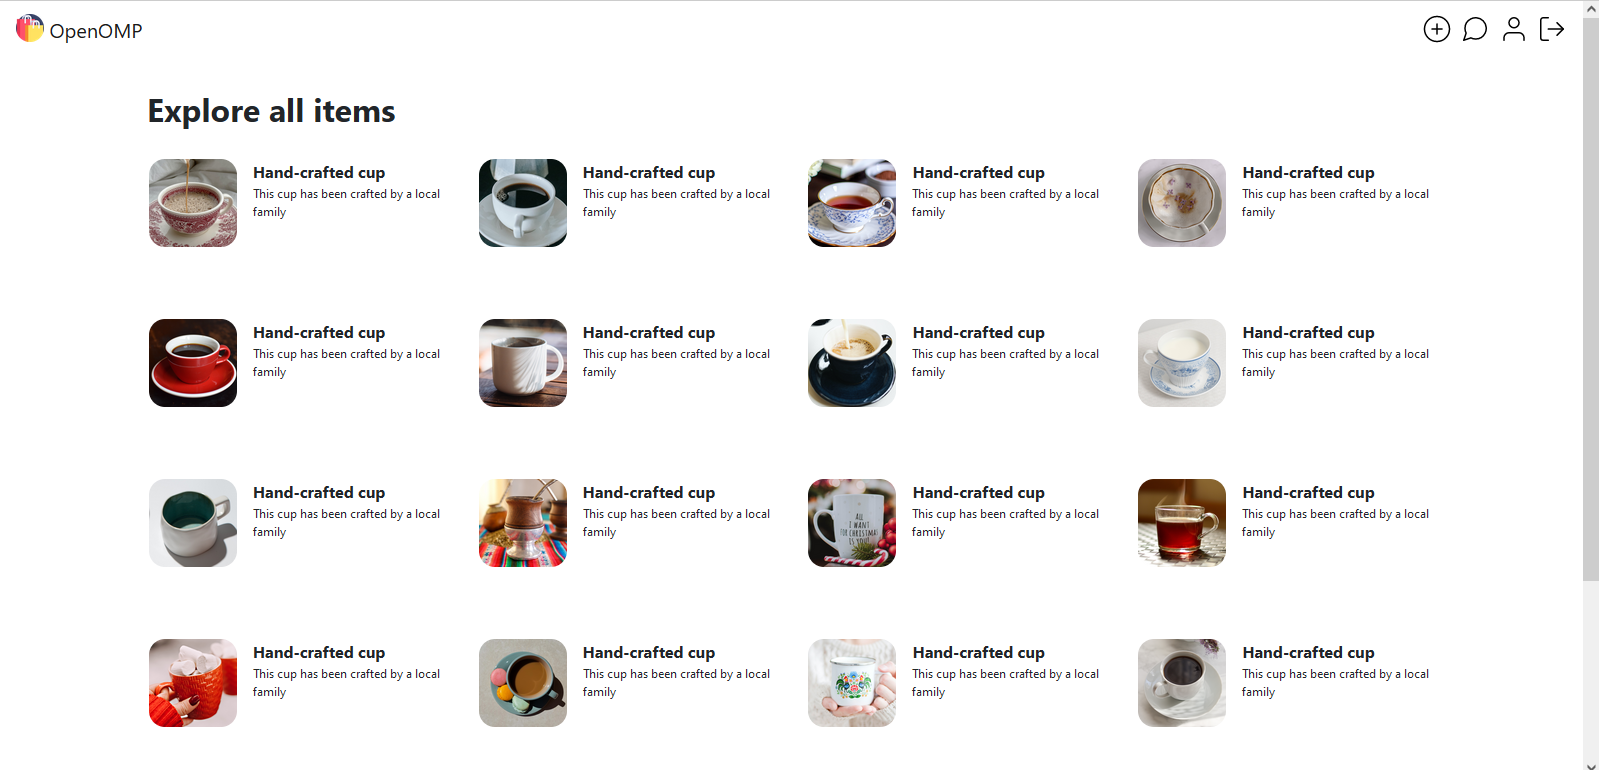 OpenOMP
Explore all items
Hand-crafted cup
This cup has been crafted by a local
family
Hand-crafted cup
This cup has been crafted by a local
family
Hand-crafted cup
This cup has been crafted by a local
family
Hand-crafted cup
This cup has been crafted by a local
family
Hand-crafted cup
This cup has been crafted by a local
family
Hand-crafted cup
This cup has been crafted by a local
family
Hand-crafted cup
This cup has been crafted by a local
family
Hand-crafted cup
This cup has been crafted by a local
family
Hand-crafted cup
This cup has been crafted by a local
family
Hand-crafted cup
This cup has been crafted by a local
family
ALL
I WANT
FOR CHRISTMAS
IS YOU!
Hand-crafted cup
This cup has been crafted by a local
family
Hand-crafted cup
This cup has been crafted by a local
family
Hand-crafted cup
This cup has been crafted by a local
family
Hand-crafted cup
This cup has been crafted by a local
family
Hand-crafted cup
This cup has been crafted by a local
family
Hand-crafted cup
This cup has been crafted by a local
family